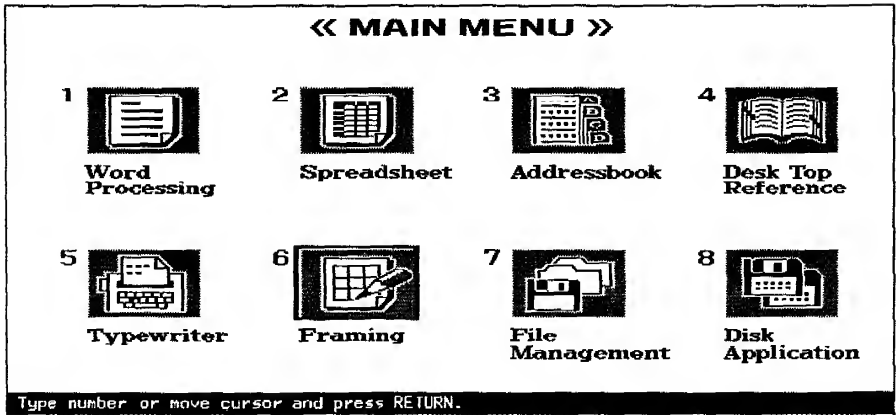 « MAIN MENU »
1 2 3 4
Word Processing
Spreadsheet
Addressbook
Desk Top Reference
5 6 7 8
Typewriter
Framing
File Management
Disk Application
Type number or move cursor and press RETURN.